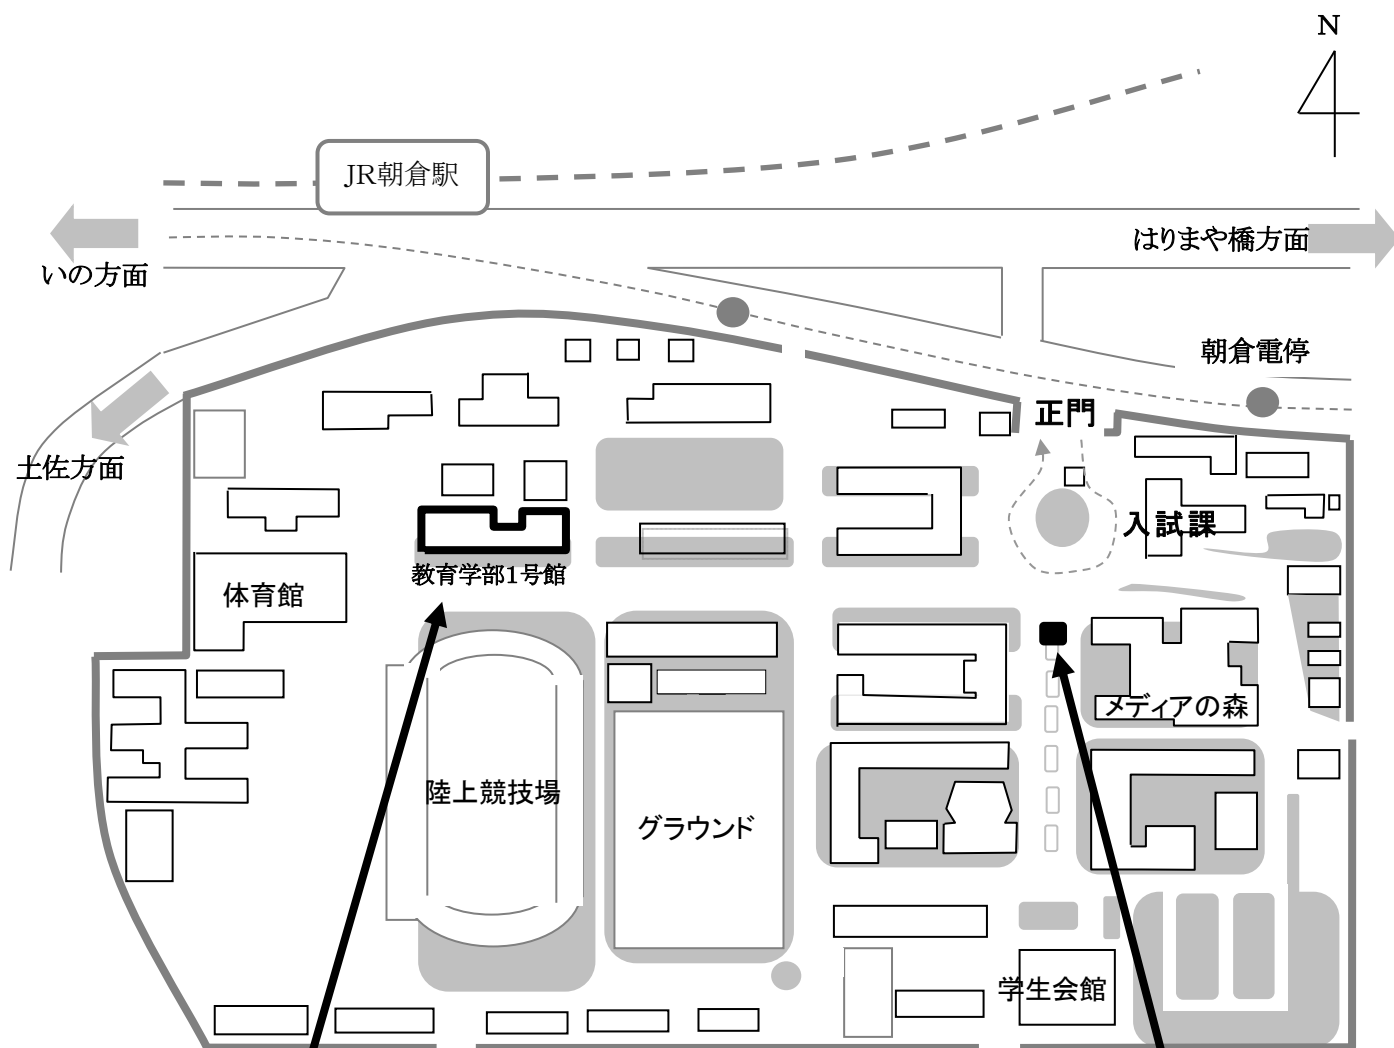 N
JR朝倉駅
はりまや橋方面
いの方面
朝倉電停
正門
土佐方面
入試課
教育学部1号館
体育館
メディアの森
陸上競技場
グラウンド
学生会館